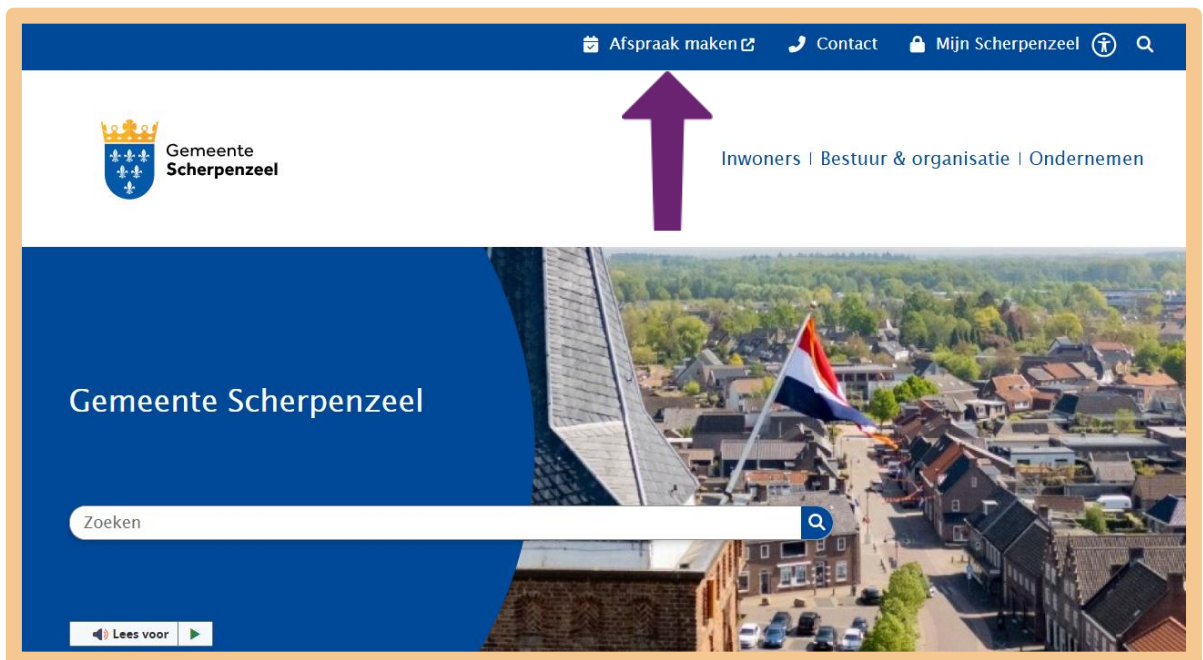 Afspraak maken
Contact
Mijn Scherpenzeel
Gemeente
Scherpenzeel
Inwoners | Bestuur & organisatie | Ondernemen
Gemeente Scherpenzeel
Zoeken
Lees voor